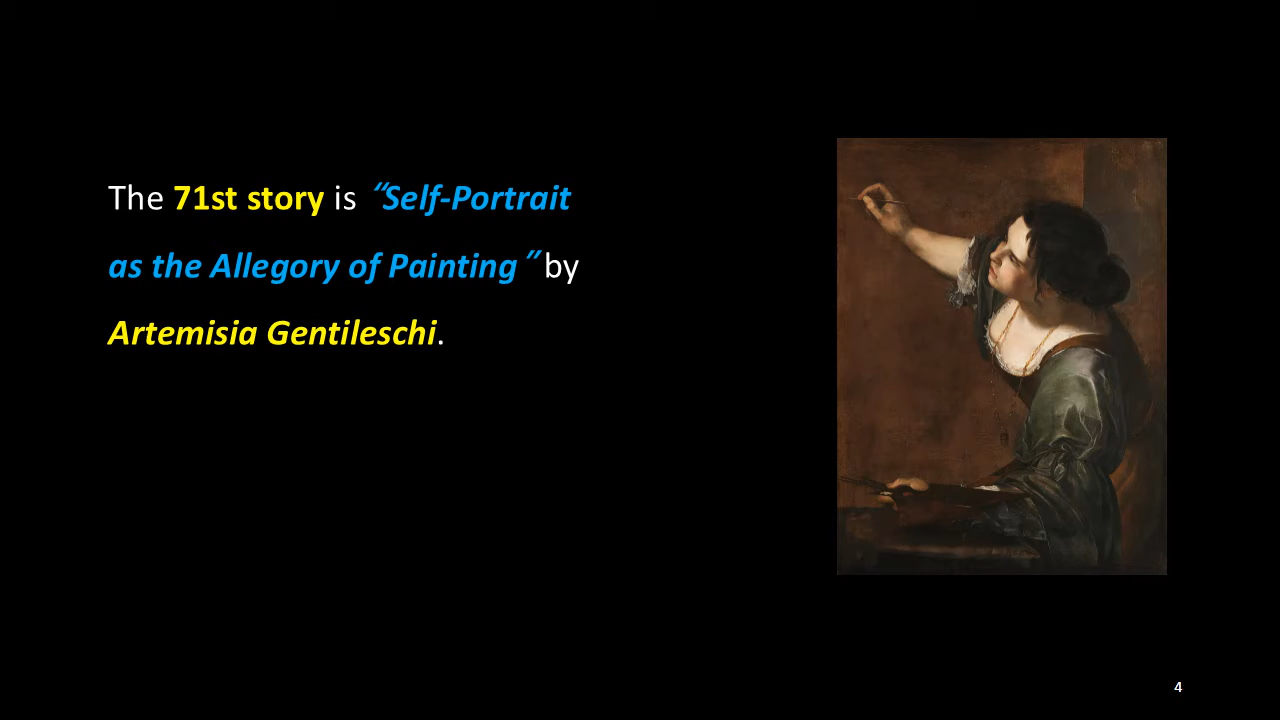 The 71st story is “Self-Portrait
as the Allegory of Painting” by
Artemisia Gentileschi.
4